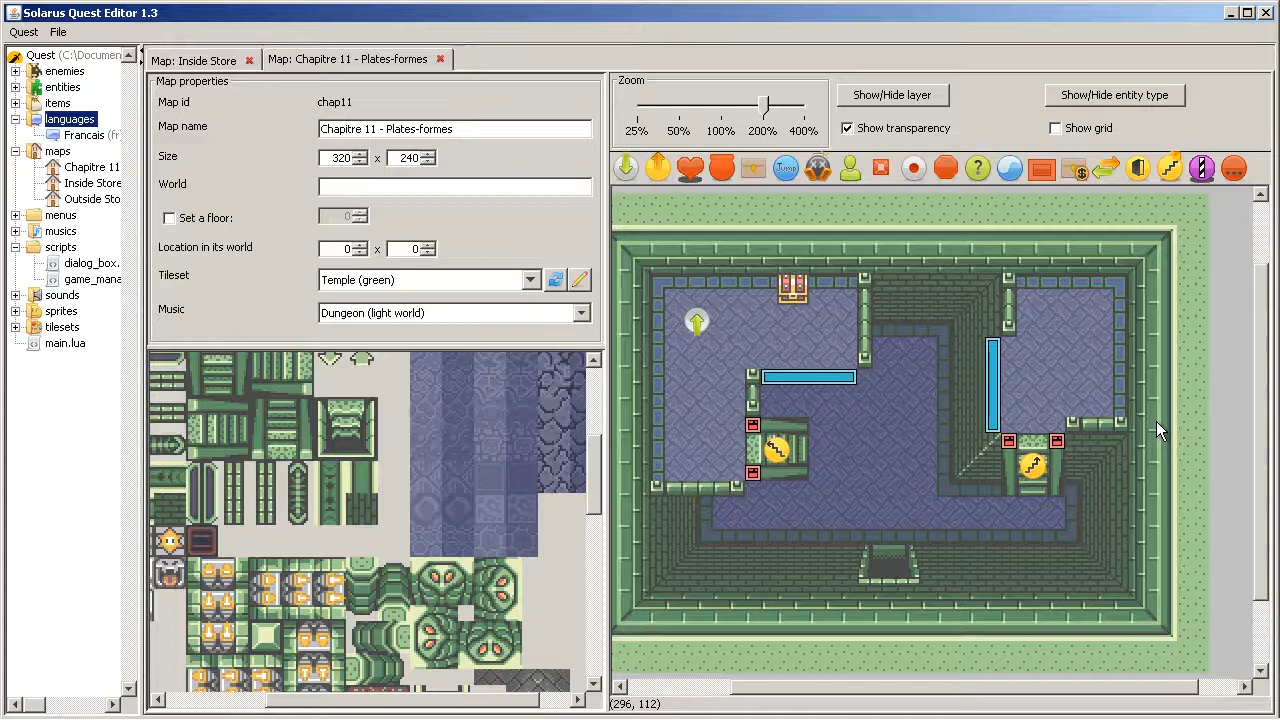 Solarus Quest Editor 1.3
Quest File
Quest (C:\Documen
enemies
entities
items
languages
Francais (fr)
maps
Chapitre 11
Inside Store
Outside Sto
menus
musics
scripts
dialog_box.
game_mana
sounds
sprites
tilesets
main.lua
Map: Inside Store
Map: Chapitre 11 - Plates-formes
Map properties
Map id chap11
Map name Chapitre 11 - Plates-formes
Size 320 x 240
World
Set a floor: 0
Location in its world 0 x 0
Tileset Temple (green)
Music Dungeon (light world)
Zoom
25% 50% 100% 200% 400%
Show/Hide layer
Show/Hide entity type
Show transparency
Show grid
Jump
?
$
(296, 112)